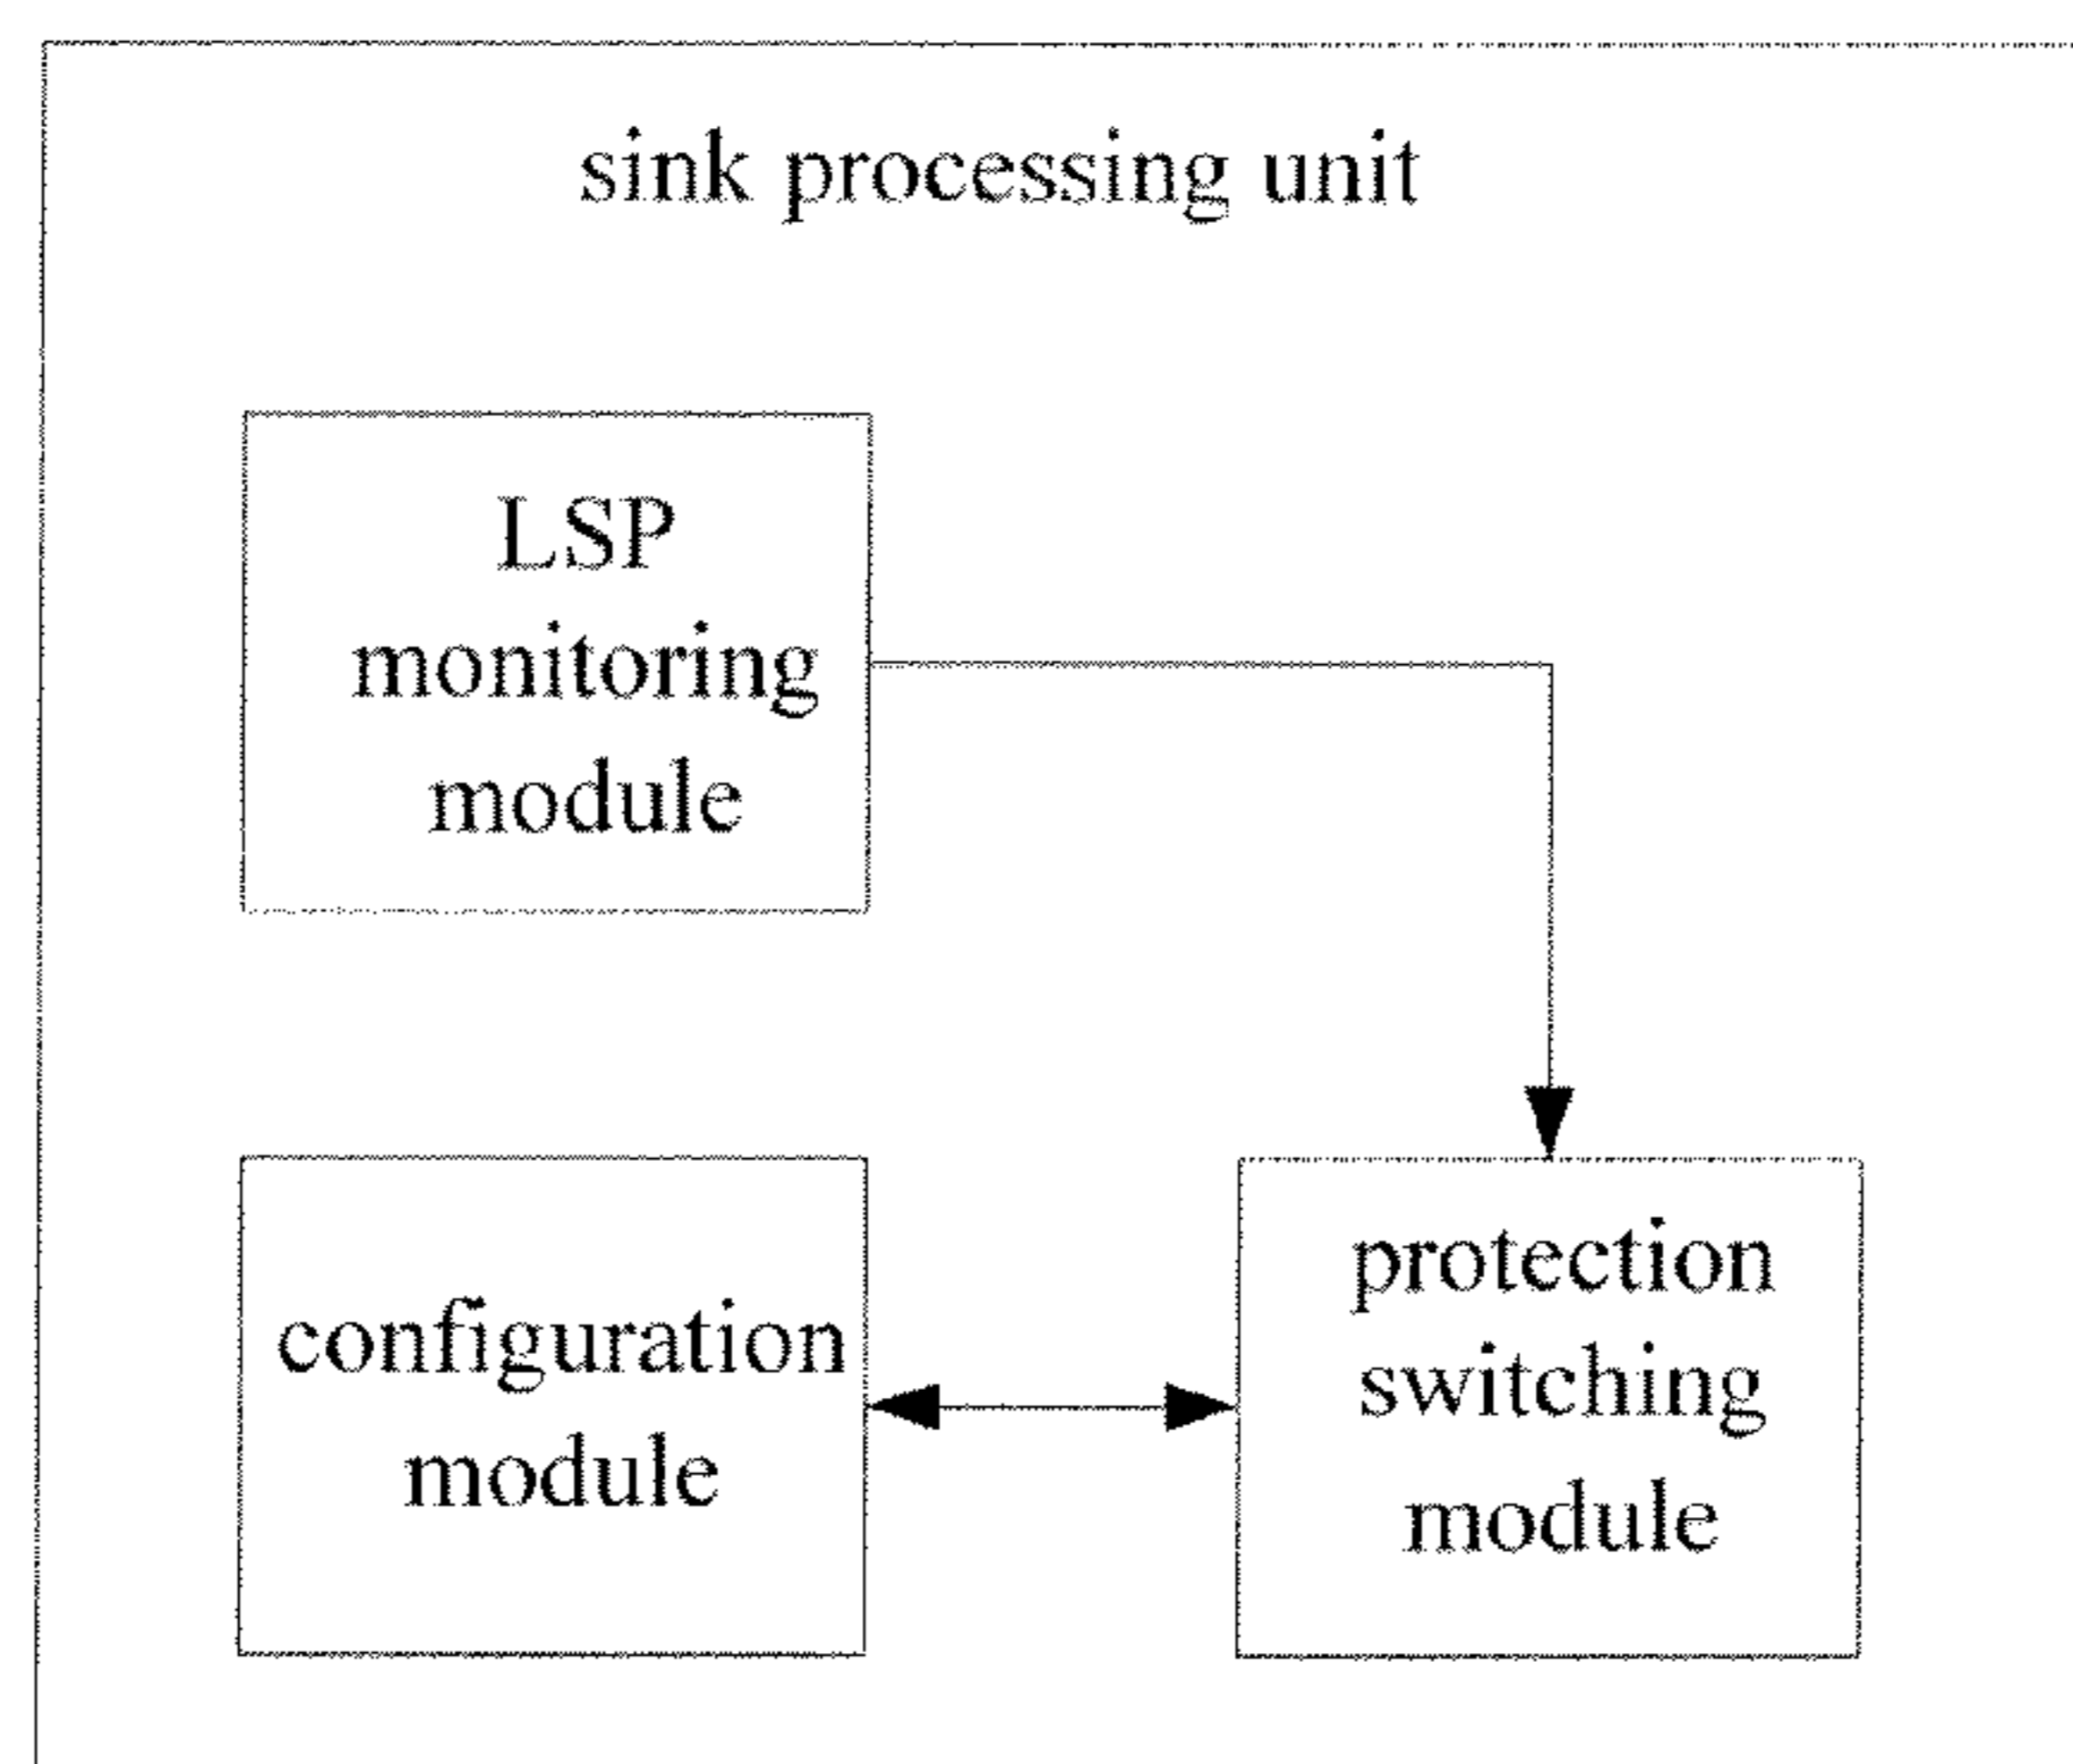 sink processing unit
LSP
monitoring
module
configuration
module
protection
switching
module